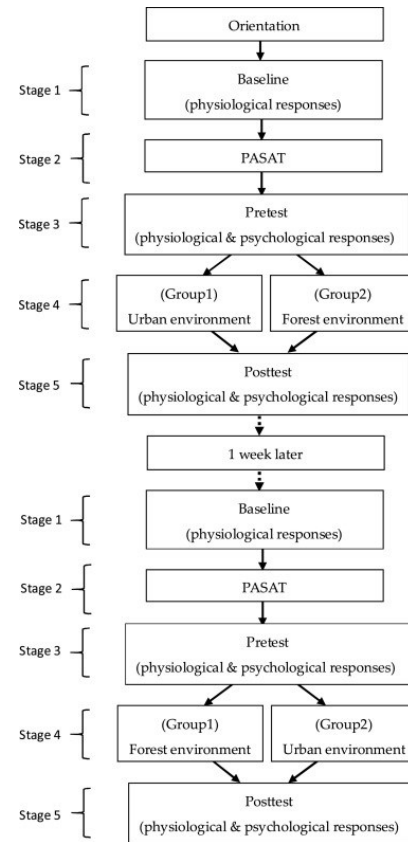 Orientation
Stage 1
Baseline
(physiological responses)
Stage 2
PASAT
Stage 3
Pretest
(physiological & psychological responses)
Stage 4
(Group1)
Urban environment
(Group2)
Forest environment
Stage 5
Posttest
(physiological & psychological responses)
1 week later
Stage 1
Baseline
(physiological responses)
Stage 2
PASAT
Stage 3
Pretest
(physiological & psychological responses)
Stage 4
(Group1)
Forest environment
(Group2)
Urban environment
Stage 5
Posttest
(physiological & psychological responses)